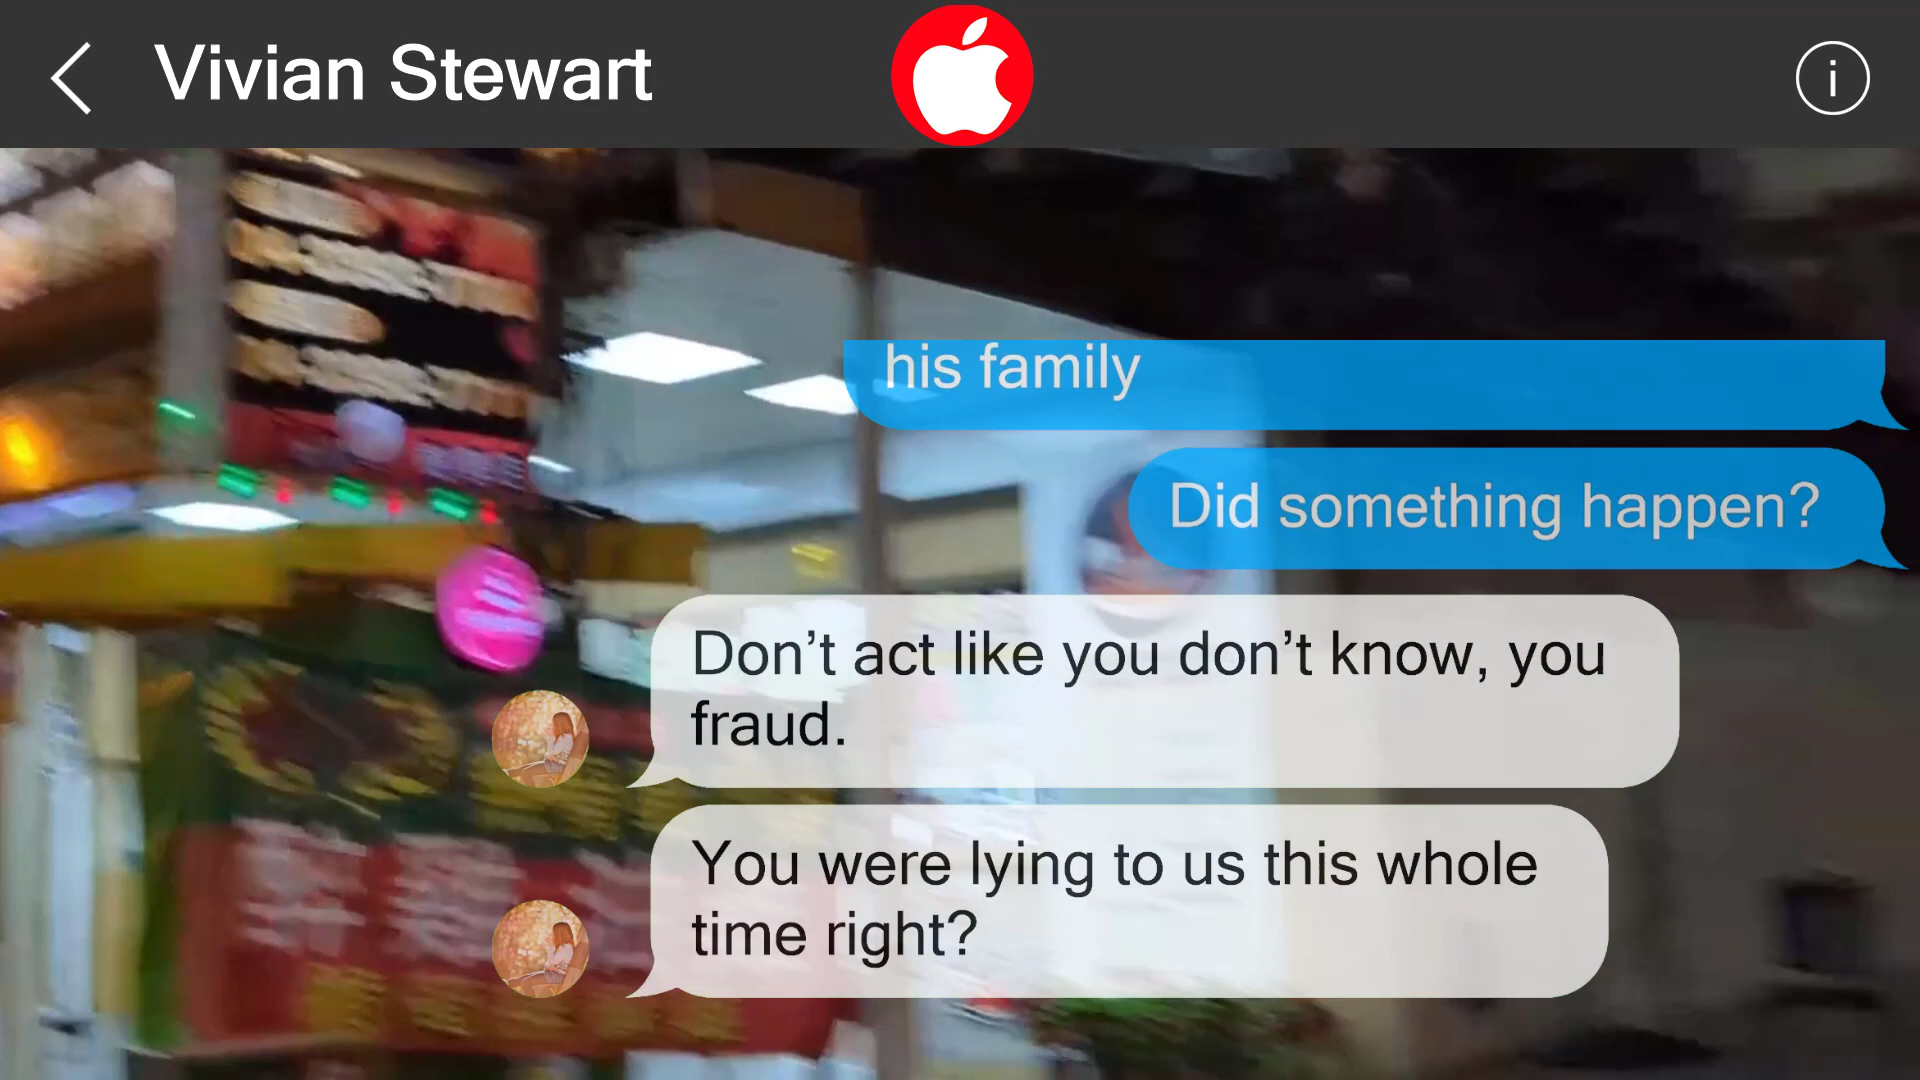 Vivian Stewart
his family
Did something happen?
Don’t act like you don’t know, you
fraud.
You were lying to us this whole
time right?